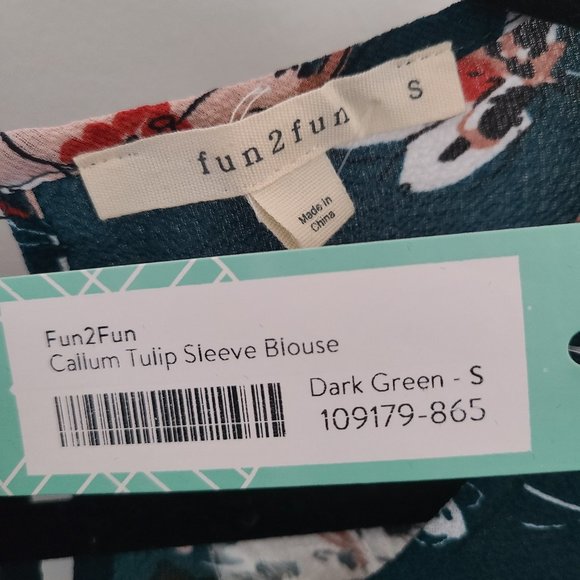 fun2fun S
Made in
China
Fun2Fun
Callum Tulip Sleeve Blouse
Dark Green - S
109179-865